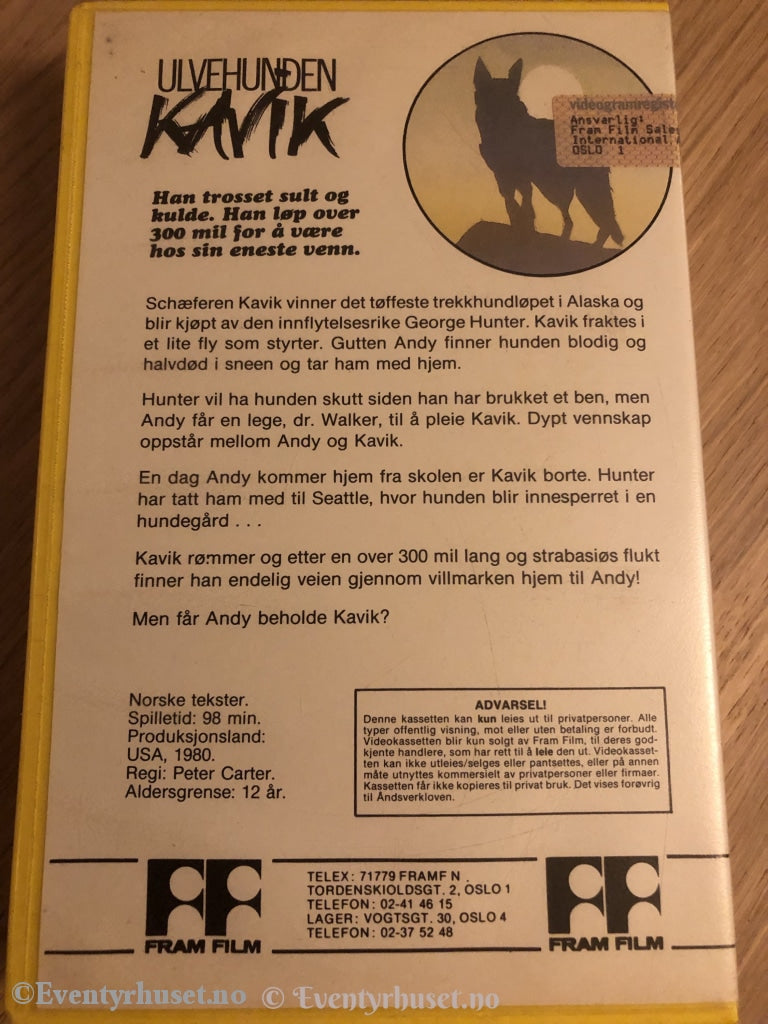 ULVEHUNDEN
KAVIK
videogramregist
Ansvarlig:
Fram Film Sales
International
OSLO 1
Han trosset sult og
kulde. Han løp over
300 mil for å være
hos sin eneste venn.
Schæferen Kavik vinner det tøffeste trekkhundløpet i Alaska og
blir kjøpt av den innflytelsesrike George Hunter. Kavik fraktes i
et lite fly som styrter. Gutten Andy finner hunden blodig og
halvdød i sneen og tar ham med hjem.
Hunter vil ha hunden skutt siden han har brukket et ben, men
Andy får en lege, dr. Walker, til å pleie Kavik. Dypt vennskap
oppstår mellom Andy og Kavik.
En dag Andy kommer hjem fra skolen er Kavik borte. Hunter
har tatt ham med til Seattle, hvor hunden blir innesperret i en
hundegård . . .
Kavik rømmer og etter en over 300 mil lang og strabasiøs flukt
finner han endelig veien gjennom villmarken hjem til Andy!
Men får Andy beholde Kavik?
Norske tekster.
Spilletid: 98 min.
Produksjonsland:
USA, 1980.
Regi: Peter Carter.
Aldersgrense: 12 år.
ADVARSEL!
Denne kassetten kan kun leies ut til privatpersoner. Alle
typer offentlig visning, mot eller uten betaling er forbudt.
Videokassetten blir kun solgt av Fram Film, til deres god-
kjente handlere, som har rett til å leie den ut. Videokasset-
ten kan ikke utleies/selges eller pantsettes, eller på annen
måte utnyttes kommersielt av privatpersoner eller firmaer.
Kassetten får ikke kopieres til privat bruk. Det vises forøvrig
til Åndsverkloven.
FRAM FILM
TELEX: 71779 FRAMF N.
TORDENSKIOLDSGT. 2, OSLO 1
TELEFON: 02-41 46 15
LAGER: VOGTSGT. 30, OSLO 4
TELEFON: 02-37 52 48
FRAM FILM
©Eventyrhuset.no © Eventyrhuset.no